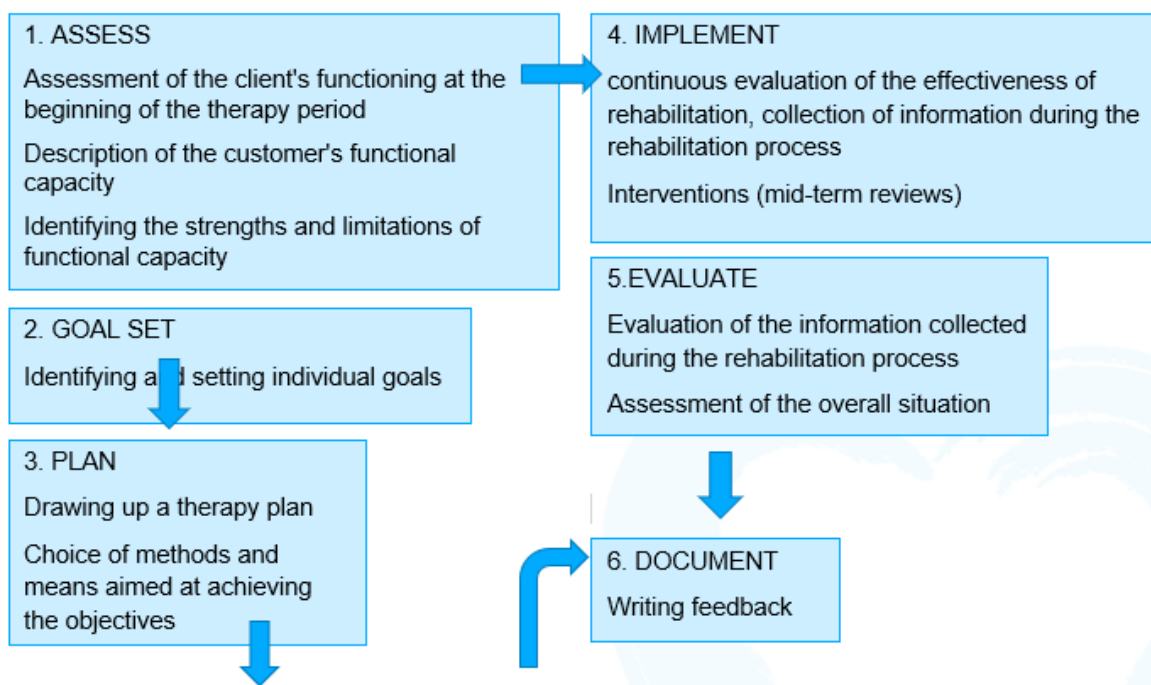 1. ASSESS
Assessment of the client's functioning at the
beginning of the therapy period
Description of the customer's functional
capacity
Identifying the strengths and limitations of
functional capacity
2. GOAL SET
Identifying and setting individual goals
3. PLAN
Drawing up a therapy plan
Choice of methods and
means aimed at achieving
the objectives
4. IMPLEMENT
continuous evaluation of the effectiveness of
rehabilitation, collection of information during the
rehabilitation process
Interventions (mid-term reviews)
5.EVALUATE
Evaluation of the information collected
during the rehabilitation process
Assessment of the overall situation
6. DOCUMENT
Writing feedback